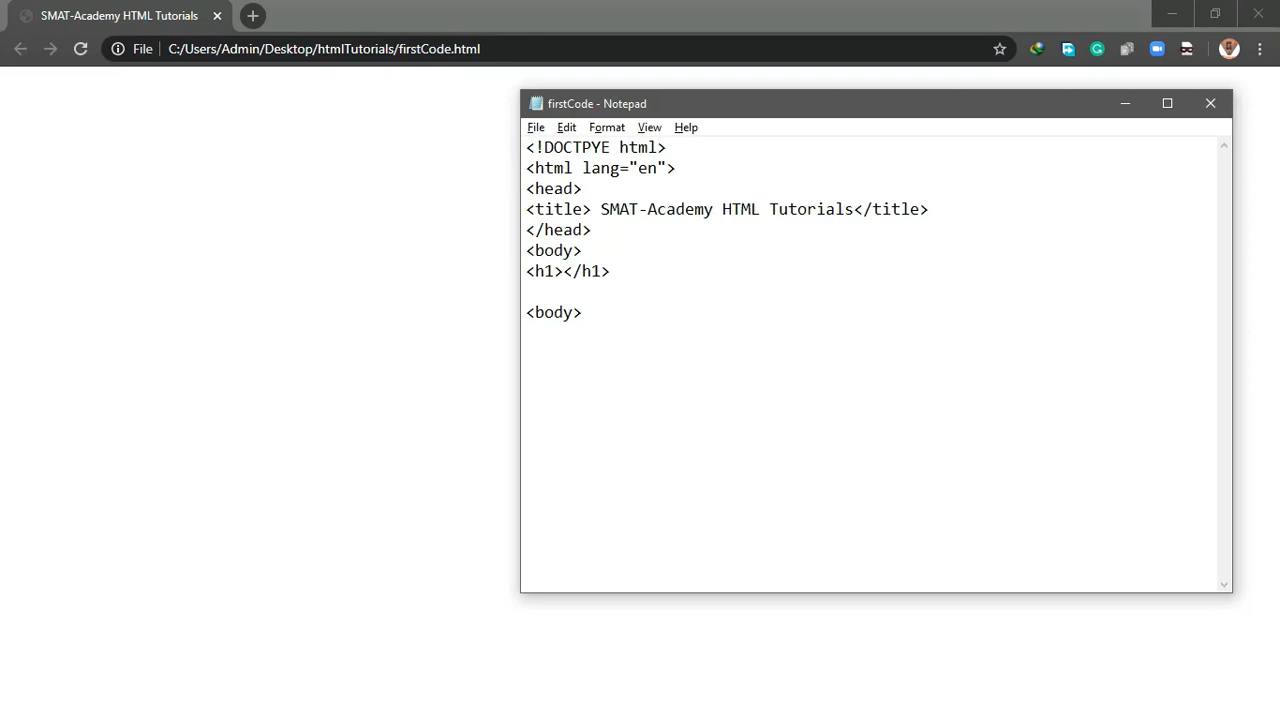 SMAT-Academy HTML Tutorials
File C:/Users/Admin/Desktop/htmlTutorials/firstCode.html
firstCode - Notepad
File Edit Format View Help
<!DOCTPYE html>
<html lang="en">
<head>
<title> SMAT-Academy HTML Tutorials</title>
</head>
<body>
<h1></h1>
<body>